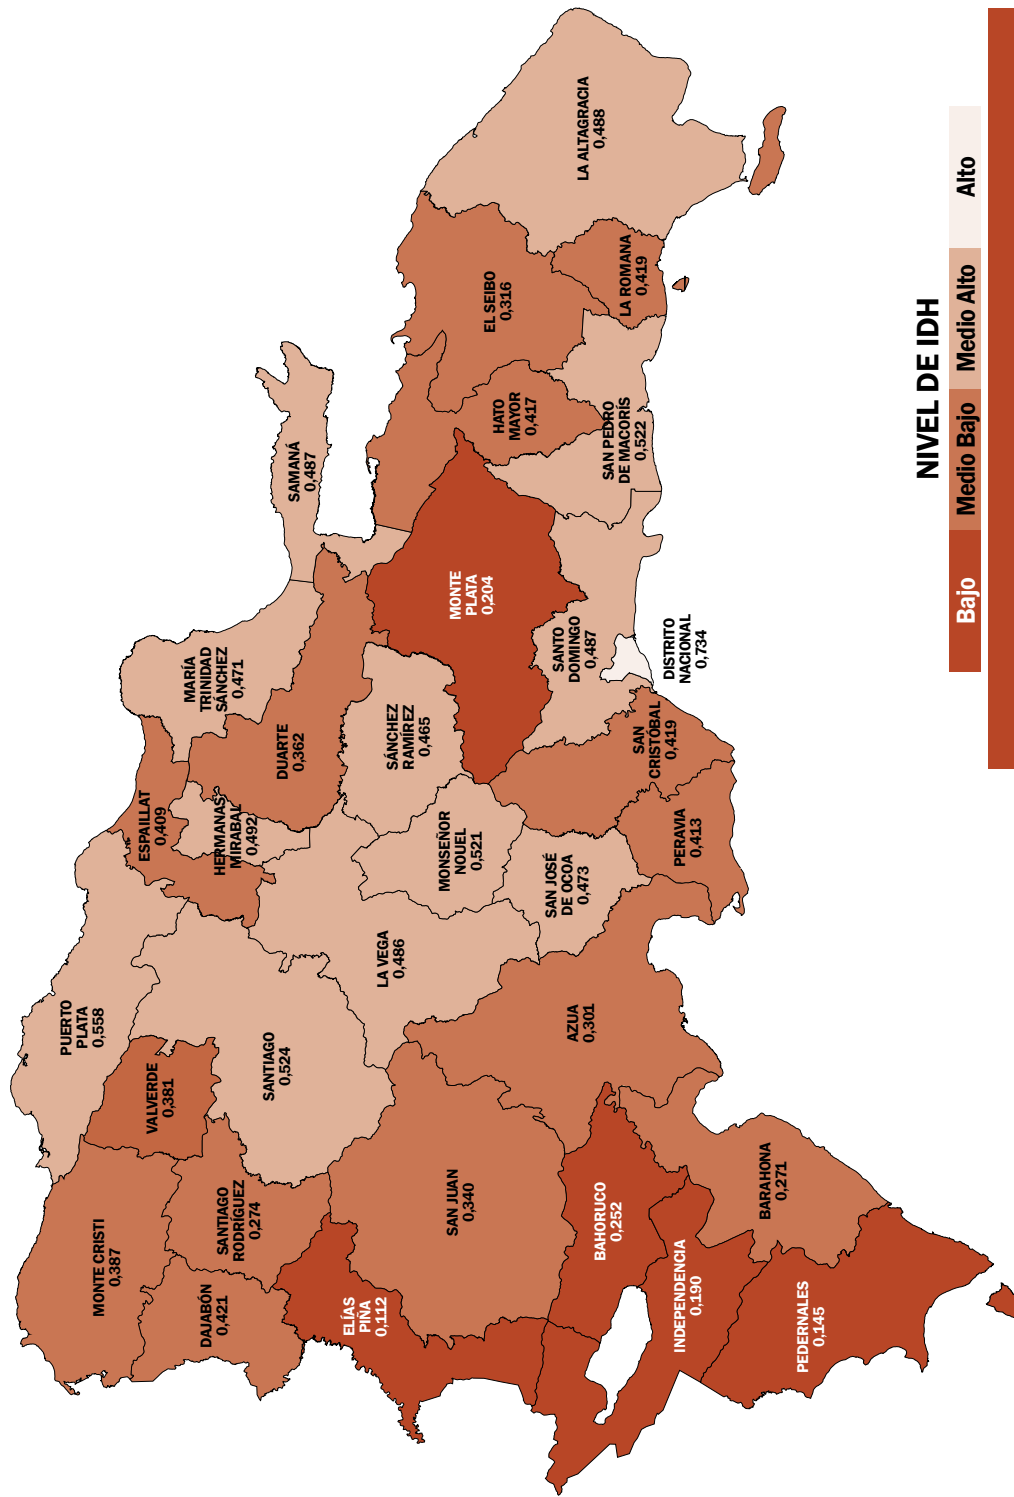 PUERTO
PLATA
0,558
ESPAILLAT
0,409
MARÍA
TRINIDAD
SÁNCHEZ
0,471
SAMANÁ
0,487
MONTE CRISTI
0,387
VALVERDE
0,381
SANTIAGO
RODRÍGUEZ
0,274
DAJABÓN
0,421
SANTIAGO
0,524
HERMANAS
MIRABAL
0,492
DUARTE
0,362
LA VEGA
0,486
SÁNCHEZ
RAMÍREZ
0,465
MONSEÑOR
NOUEL
0,521
MONTE
PLATA
0,204
HATO
MAYOR
0,417
EL SEIBO
0,316
LA ALTAGRACIA
0,488
LA ROMANA
0,419
SAN PEDRO
DE MACORÍS
0,522
SANTO
DOMINGO
0,487
DISTRITO
NACIONAL
0,734
SAN
CRISTÓBAL
0,419
PERAVIA
0,413
SAN JOSÉ
DE OCOA
0,473
AZUA
0,301
SAN JUAN
0,340
ELÍAS
PIÑA
0,112
BAHORUCO
0,252
INDEPENDENCIA
0,190
BARAHONA
0,271
PEDERNALES
0,145
NIVEL DE IDH
Bajo
Medio Bajo
Medio Alto
Alto